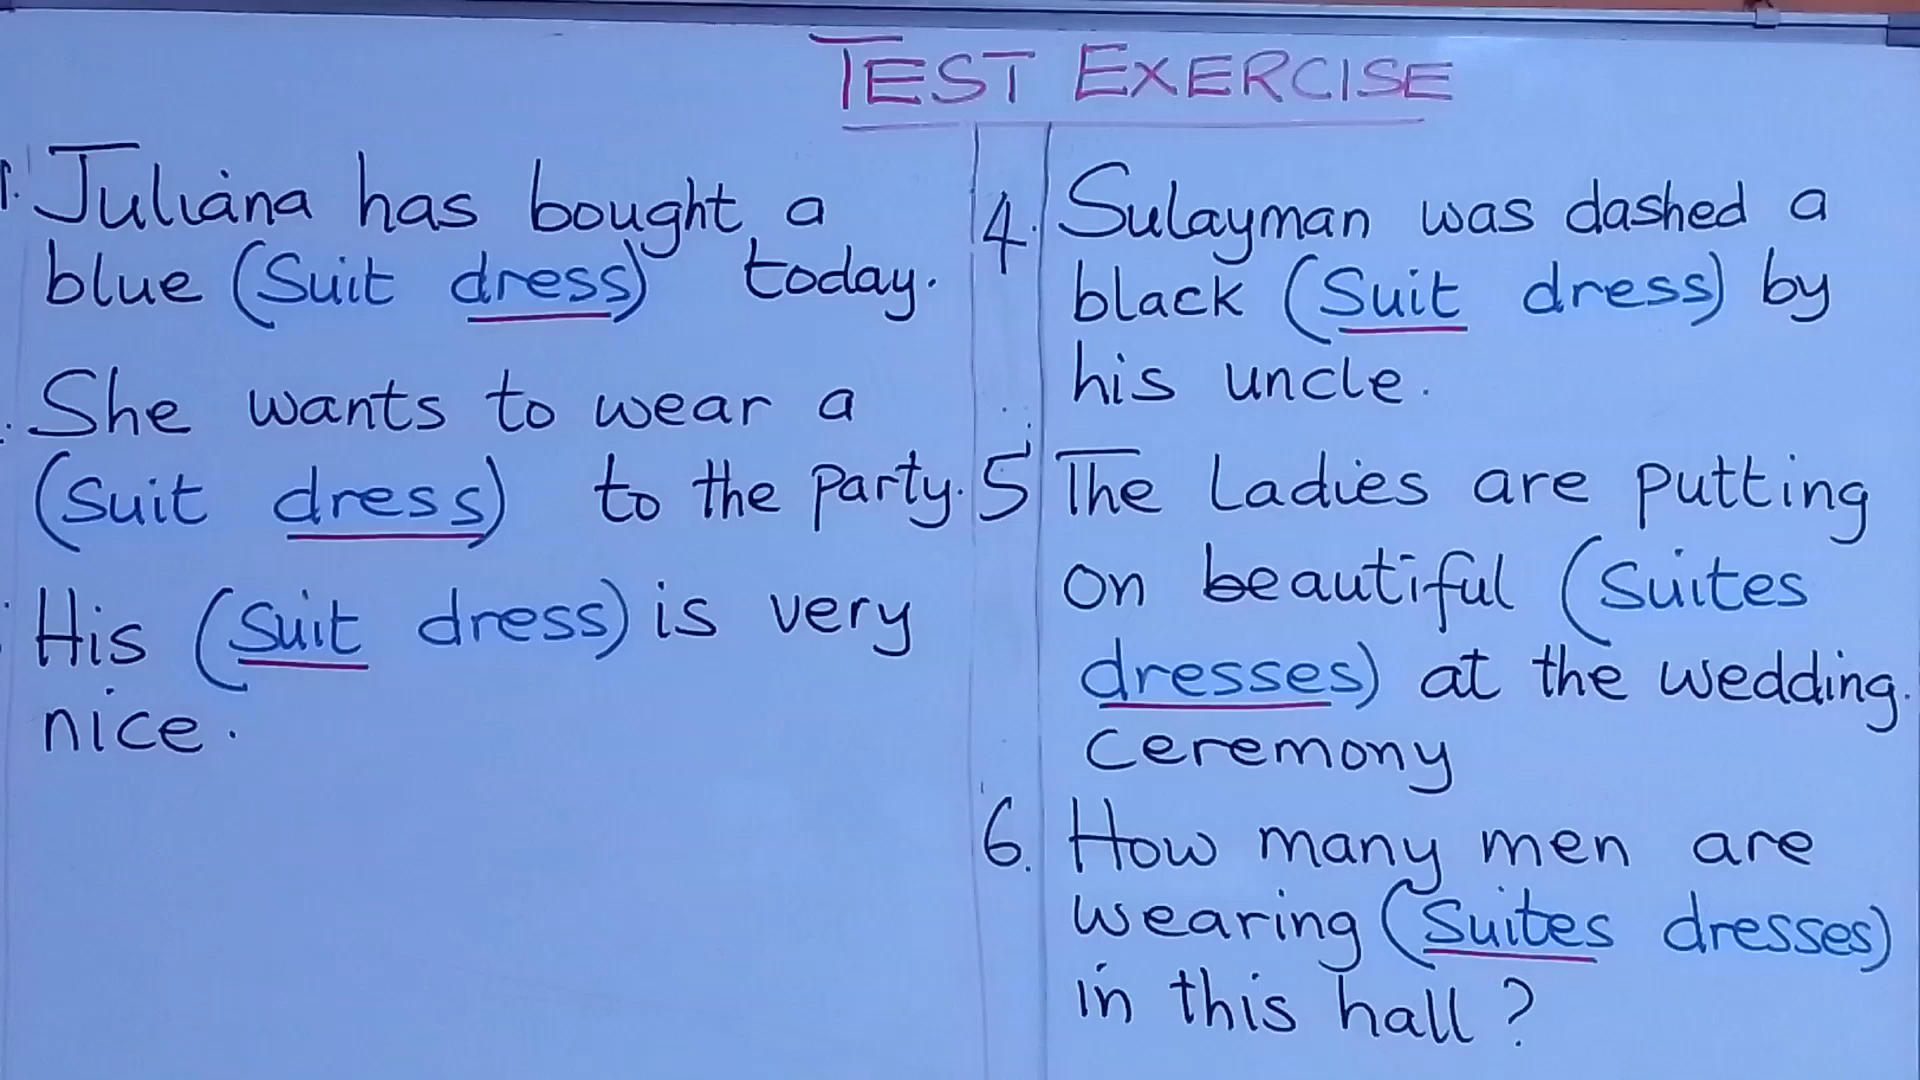 TEST EXERCISE
1. Juliana has bought a
blue (Suit dress) today.
She wants to wear a
(Suit dress) to the party.
His (Suit dress) is very
nice.
4. Sulayman was dashed a
black (Suit dress) by
his uncle.
5 The Ladies are putting
on beautiful (Suites
dresses) at the wedding.
ceremony
6. How many men are
wearing (Suites dresses)
in this hall?